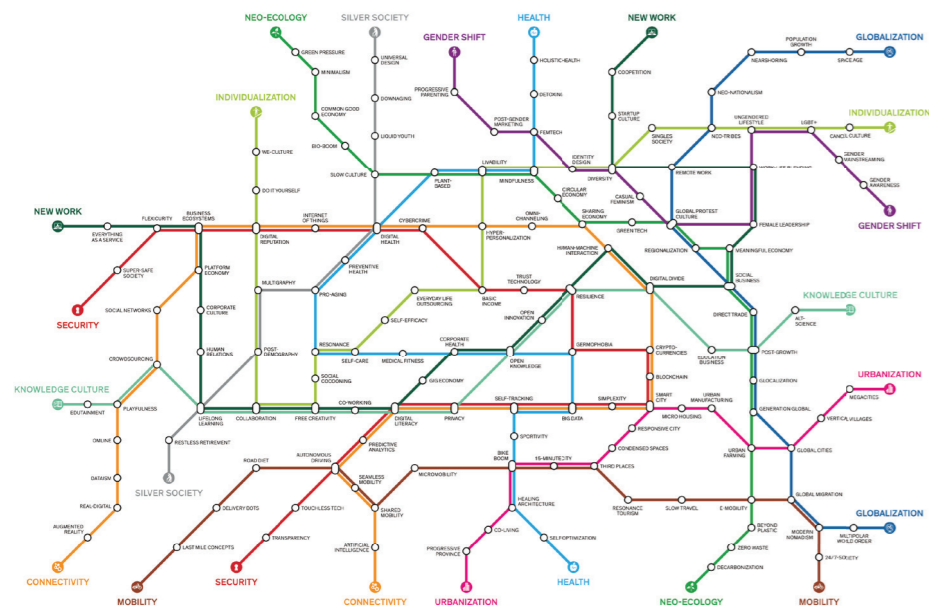 NEO-ECOLOGY
SILVER SOCIETY
HEALTH
NEW WORK
GENDER SHIFT
GLOBALIZATION
POPULATION
GROWTH
NEARSHORING
SPACE AGE
GREEN PRESSURE
UNIVERSAL
DESIGN
HOLISTIC HEALTH
MINIMALISM
COOPETITION
PROGRESSIVE
PARENTING
DETOXING
NEO-NATIONALISM
INDIVIDUALIZATION
DOWNAGING
COMMON GOOD
ECONOMY
POST-GENDER
MARKETING
FEMTECH
STARTUP
CULTURE
SINGLES
SOCIETY
NEO-TRIBES
UNGENDERED
LIFESTYLE
LGBT+
CANCEL CULTURE
INDIVIDUALIZATION
WE-CULTURE
BIO-BOOM
LIQUID YOUTH
GENDER
MAINSTREAMING
DO IT YOURSELF
SLOW CULTURE
PLANT-
BASED
LIVABILITY
MINDFULNESS
IDENTITY
DESIGN
DIVERSITY
REMOTE WORK
GENDER
AWARENESS
CIRCULAR
ECONOMY
CASUAL
FEMINISM
NEW WORK
EVERYTHING
AS A SERVICE
FLEXICURITY
BUSINESS
ECOSYSTEMS
INTERNET
OF THINGS
DIGITAL
REPUTATION
CYBERCRIME
DIGITAL
HEALTH
HYPER-
PERSONALIZATION
OMNI-
CHANNELING
SHARING
ECONOMY
GREEN TECH
GLOBAL PROTEST
CULTURE
FEMALE LEADERSHIP
GENDER SHIFT
SUPER-SAFE
SOCIETY
PLATFORM
ECONOMY
PREVENTIVE
HEALTH
HUMAN-MACHINE
INTERACTION
REGIONALIZATION
MEANINGFUL ECONOMY
SECURITY
SOCIAL NETWORKS
CORPORATE
CULTURE
MULTIGRAPHY
PRO-AGING
EVERYDAY LIFE
OUTSOURCING
BASIC
INCOME
TRUST
TECHNOLOGY
RESILIENCE
DIGITAL DIVIDE
SOCIAL
BUSINESS
KNOWLEDGE CULTURE
SELF-EFFICACY
OPEN
INNOVATION
DIRECT TRADE
ALT-
SCIENCE
CROWDSOURCING
HUMAN
RELATIONS
POST-
DEMOGRAPHY
RESONANCE
SELF-CARE
MEDICAL FITNESS
CORPORATE
HEALTH
OPEN
KNOWLEDGE
GERMOPHOBIA
CRYPTO-
CURRENCIES
EDUCATION
BUSINESS
POST-GROWTH
KNOWLEDGE CULTURE
EDUTAINMENT
PLAYFULNESS
SOCIAL
COCOONING
GIG ECONOMY
BLOCKCHAIN
GLOCALIZATION
URBANIZATION
MEGACITIES
LIFELONG
LEARNING
COLLABORATION
FREE CREATIVITY
CO-WORKING
DIGITAL
LITERACY
PRIVACY
SELF-TRACKING
BIG DATA
SIMPLEXITY
SMART
CITY
MICRO HOUSING
URBAN
MANUFACTURING
GENERATION GLOBAL
VERTICAL VILLAGES
ONLINE
RESTLESS RETIREMENT
PREDICTIVE
ANALYTICS
SPORTIVITY
RESPONSIVE CITY
CONDENSED SPACES
DATAISM
SILVER SOCIETY
ROAD DIET
AUTONOMOUS
DRIVING
SEAMLESS
MOBILITY
MICROMOBILITY
BIKE
BOOM
15-MINUTE CITY
THIRD PLACES
URBAN
FARMING
GLOBAL CITIES
REAL-DIGITAL
DELIVERY BOTS
TOUCHLESS TECH
SHARED
MOBILITY
HEALING
ARCHITECTURE
RESONANCE
TOURISM
SLOW TRAVEL
E-MOBILITY
GLOBAL MIGRATION
GLOBALIZATION
AUGMENTED
REALITY
LAST MILE CONCEPTS
TRANSPARENCY
ARTIFICIAL
INTELLIGENCE
CO-LIVING
SELF OPTIMIZATION
BEYOND
PLASTIC
MODERN
NOMADISM
MULTIPOLAR
WORLD ORDER
PROGRESSIVE
PROVINCE
ZERO WASTE
24/7-SOCIETY
DECARBONIZATION
CONNECTIVITY
MOBILITY
SECURITY
CONNECTIVITY
URBANIZATION
HEALTH
NEO-ECOLOGY
MOBILITY